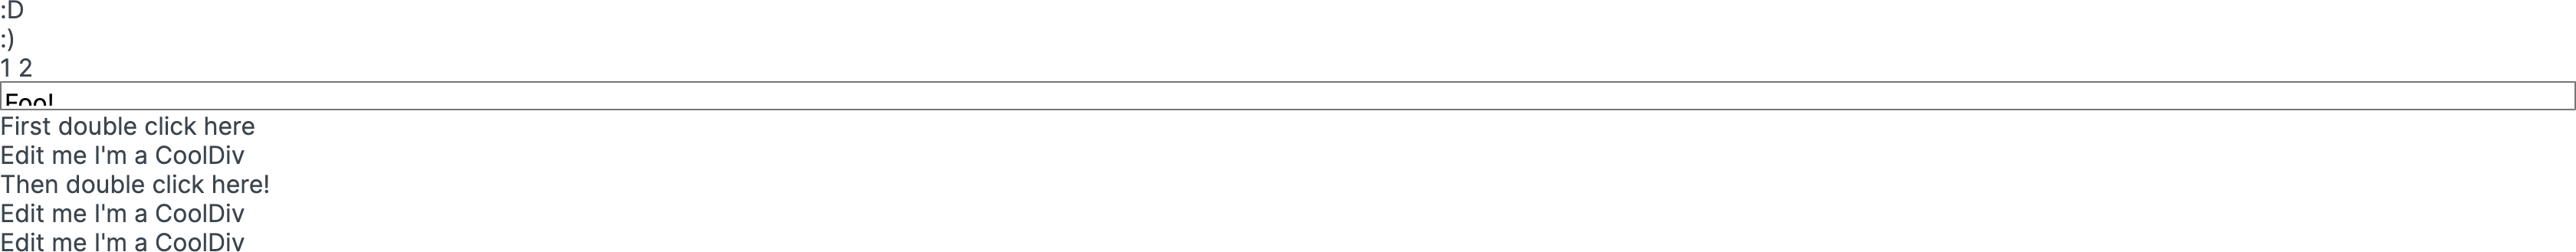 :D
:)
1 2
Foo!
First double click here
Edit me I'm a CoolDiv
Then double click here!
Edit me I'm a CoolDiv
Edit me I'm a CoolDiv